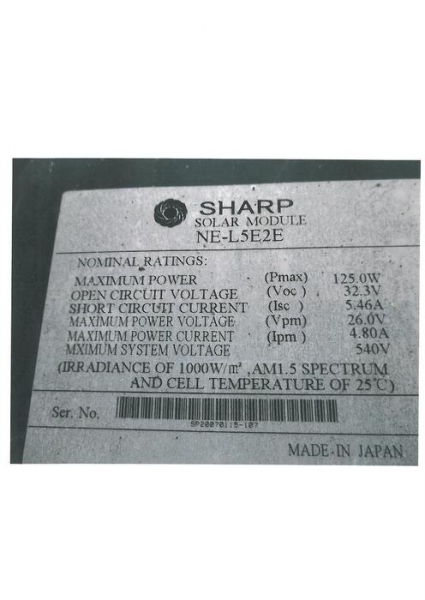 SHARP
SOLAR MODULE
NE-L5E2E
NOMINAL RATINGS:
MAXIMUM POWER (Pmax) 125.0W
OPEN CIRCUIT VOLTAGE (Voc) 32.3V
SHORT CIRCUIT CURRENT (Isc) 5.46A
MAXIMUM POWER VOLTAGE (Vpm) 26.0V
MAXIMUM POWER CURRENT (Ipm) 4.80A
MXIMUM SYSTEM VOLTAGE 540V
(IRRADIANCE OF 1000W/m², AM1.5 SPECTRUM
AND CELL TEMPERATURE OF 25℃)
Ser. No.
SP20070115-107
MADE IN JAPAN